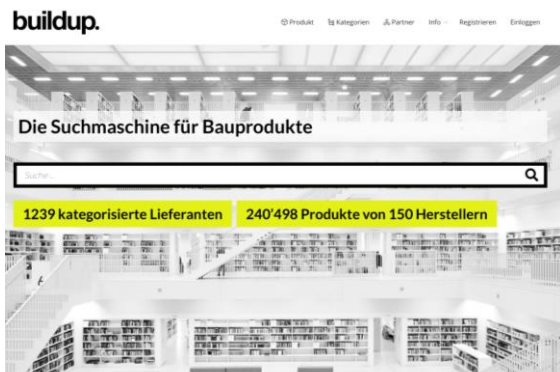 buildup.
Produkt Kategorien Partner Info Registrieren Einloggen
Die Suchmaschine für Bauprodukte
Suche...
1239 kategorisierte Lieferanten 240'498 Produkte von 150 Herstellern